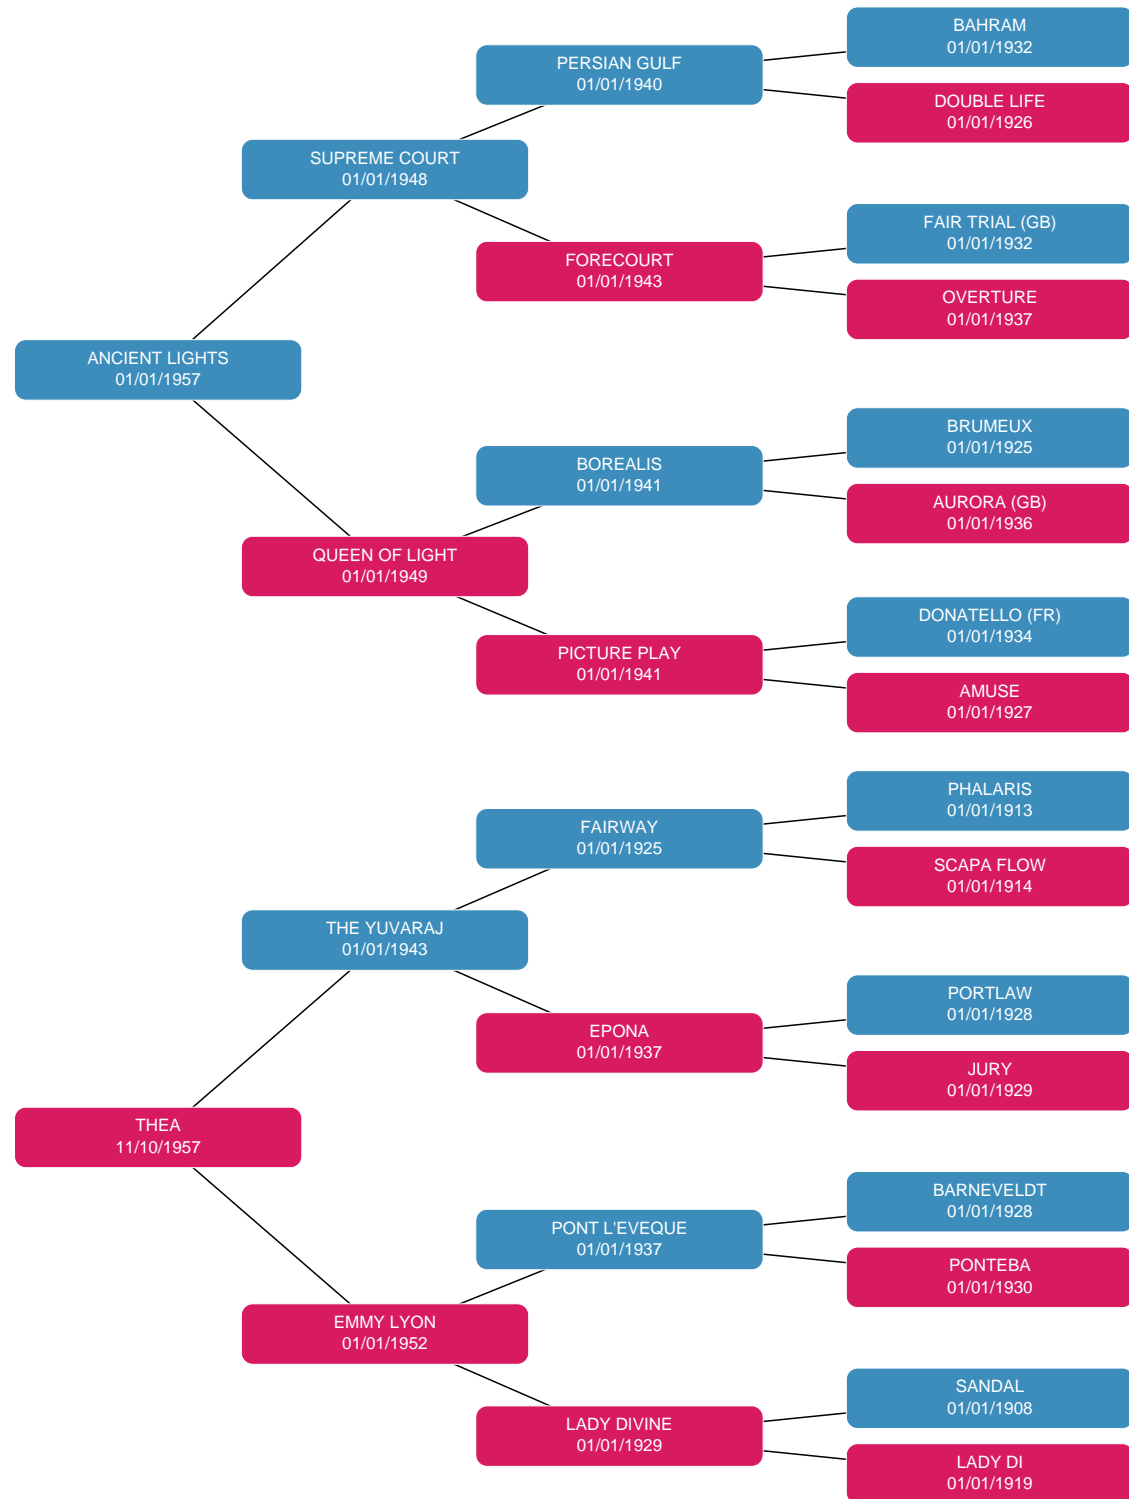 BAHRAM
01/01/1932
PERSIAN GULF
01/01/1940
DOUBLE LIFE
01/01/1926
SUPREME COURT
01/01/1948
FAIR TRIAL (GB)
01/01/1932
FORECOURT
01/01/1943
OVERTURE
01/01/1937
ANCIENT LIGHTS
01/01/1957
BRUMEUX
01/01/1925
BOREALIS
01/01/1941
AURORA (GB)
01/01/1936
QUEEN OF LIGHT
01/01/1949
DONATELLO (FR)
01/01/1934
PICTURE PLAY
01/01/1941
AMUSE
01/01/1927
PHALARIS
01/01/1913
FAIRWAY
01/01/1925
SCAPA FLOW
01/01/1914
THE YUVARAJ
01/01/1943
PORTLAW
01/01/1928
EPONA
01/01/1937
JURY
01/01/1929
THEA
11/10/1957
BARNEVELDT
01/01/1928
PONT L'EVEQUE
01/01/1937
PONTEBA
01/01/1930
EMMY LYON
01/01/1952
SANDAL
01/01/1908
LADY DIVINE
01/01/1929
LADY DI
01/01/1919